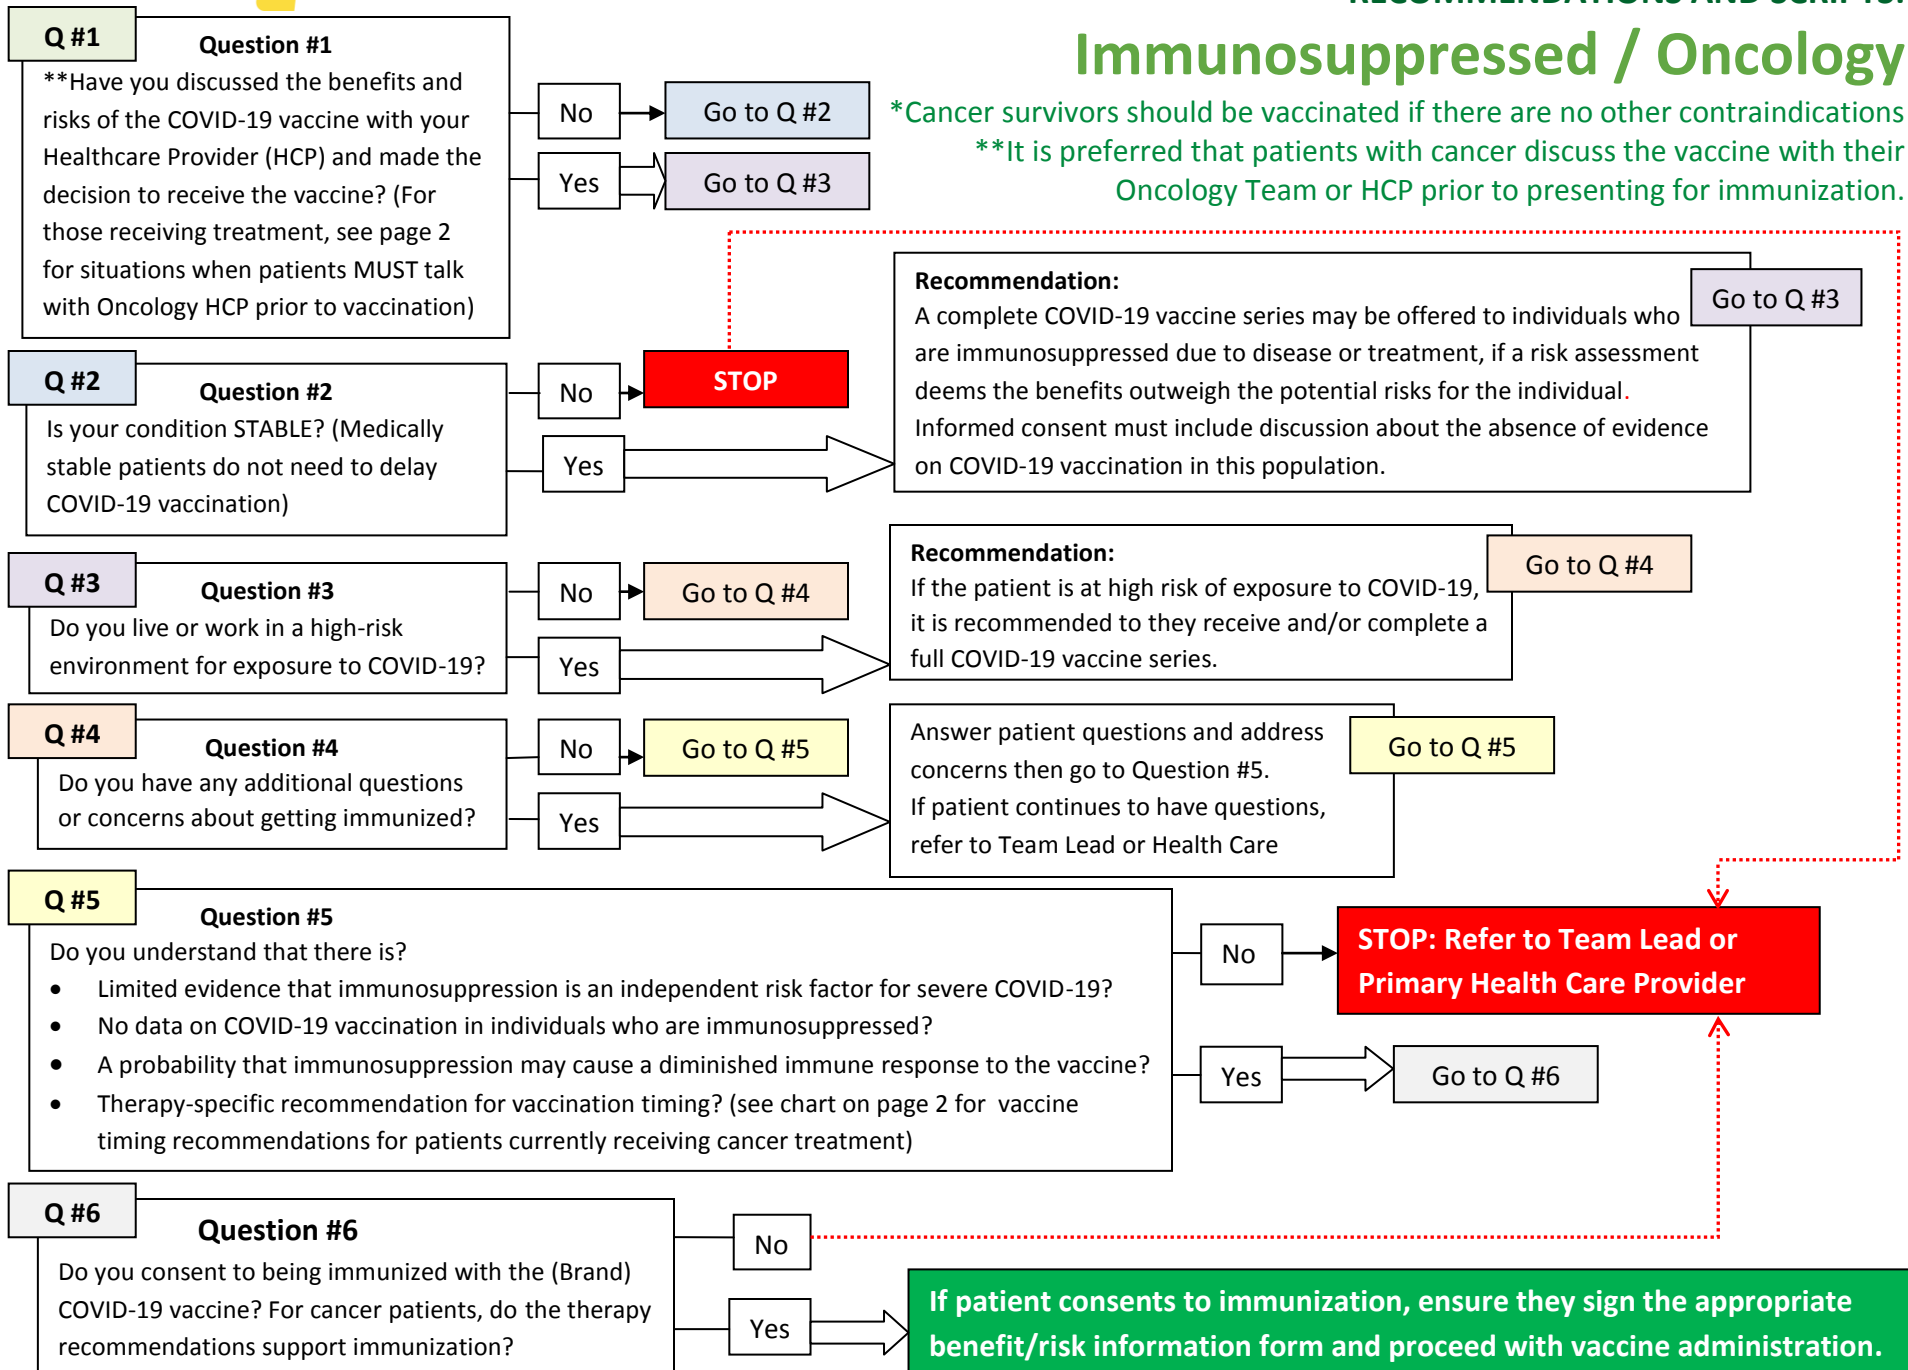 RECOMMENDATIONS AND SCRIPTS:
Immunosuppressed / Oncology
*Cancer survivors should be vaccinated if there are no other contraindications
**It is preferred that patients with cancer discuss the vaccine with their
Oncology Team or HCP prior to presenting for immunization.
Q #1
Question #1
**Have you discussed the benefits and
risks of the COVID-19 vaccine with your
Healthcare Provider (HCP) and made the
decision to receive the vaccine? (For
those receiving treatment, see page 2
for situations when patients MUST talk
with Oncology HCP prior to vaccination)
No
Go to Q #2
Yes
Go to Q #3
Q #2
Question #2
Is your condition STABLE? (Medically
stable patients do not need to delay
COVID-19 vaccination)
No
STOP
Yes
Recommendation:
A complete COVID-19 vaccine series may be offered to individuals who
are immunosuppressed due to disease or treatment, if a risk assessment
deems the benefits outweigh the potential risks for the individual.
Informed consent must include discussion about the absence of evidence
on COVID-19 vaccination in this population.
Go to Q #3
Q #3
Question #3
Do you live or work in a high-risk
environment for exposure to COVID-19?
No
Go to Q #4
Yes
Recommendation:
If the patient is at high risk of exposure to COVID-19,
it is recommended to they receive and/or complete a
full COVID-19 vaccine series.
Go to Q #4
Q #4
Question #4
Do you have any additional questions
or concerns about getting immunized?
No
Go to Q #5
Yes
Answer patient questions and address
concerns then go to Question #5.
If patient continues to have questions,
refer to Team Lead or Health Care
Go to Q #5
Q #5
Question #5
Do you understand that there is?
• Limited evidence that immunosuppression is an independent risk factor for severe COVID-19?
• No data on COVID-19 vaccination in individuals who are immunosuppressed?
• A probability that immunosuppression may cause a diminished immune response to the vaccine?
• Therapy-specific recommendation for vaccination timing? (see chart on page 2 for vaccine
timing recommendations for patients currently receiving cancer treatment)
No
STOP: Refer to Team Lead or
Primary Health Care Provider
Yes
Go to Q #6
Q #6
Question #6
Do you consent to being immunized with the (Brand)
COVID-19 vaccine? For cancer patients, do the therapy
recommendations support immunization?
No
Yes
If patient consents to immunization, ensure they sign the appropriate
benefit/risk information form and proceed with vaccine administration.